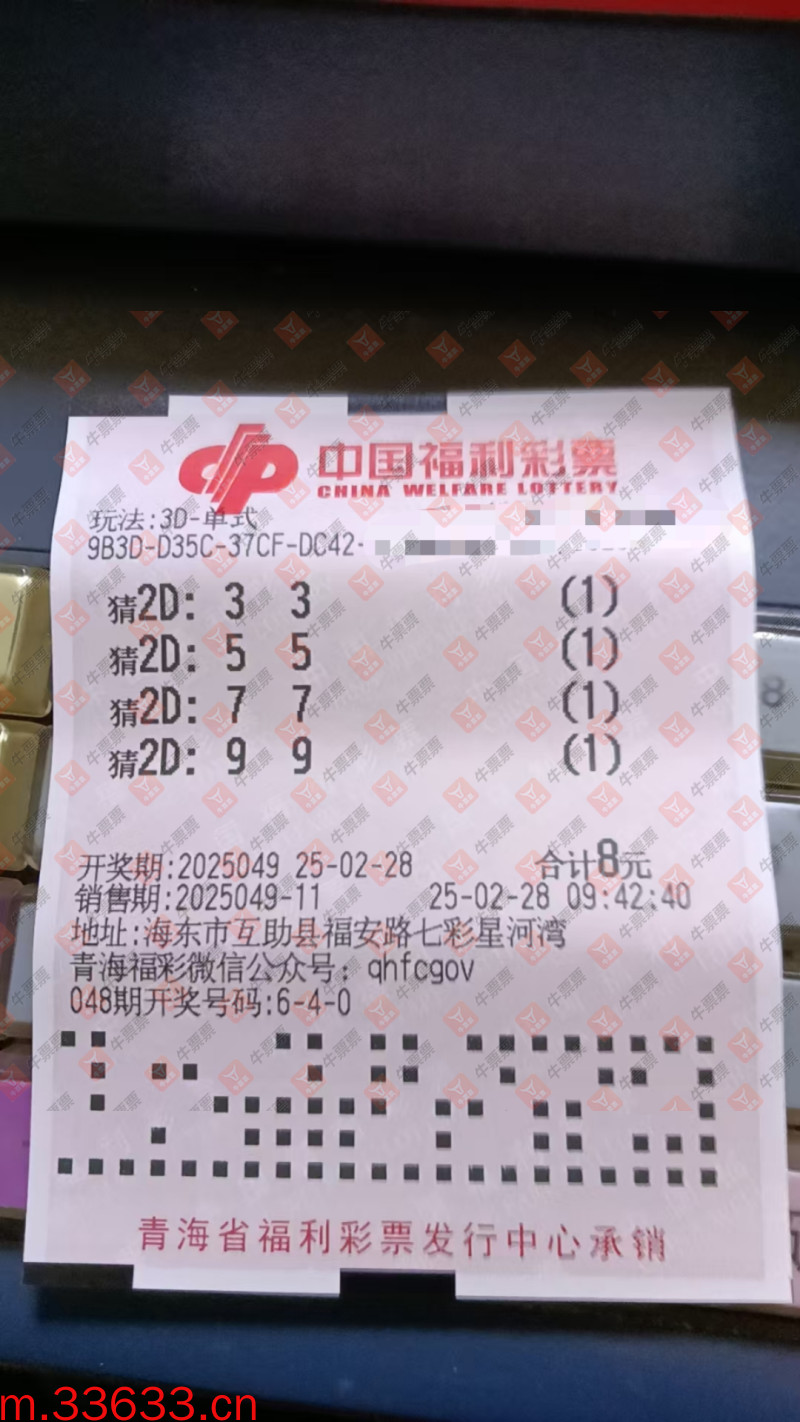 中国福利彩票
CHINA WELFARE LOTTERY
玩法:3D-单式
9B3D-D35C-37CF-DC42-
猜2D: 3 3 (1)
猜2D: 5 5 (1)
猜2D: 7 7 (1)
猜2D: 9 9 (1)
开奖期:2025049 25-02-28 合计8元
销售期:2025049-11 25-02-28 09:42:40
地址:海东市互助县福安路七彩星河湾
青海福彩微信公众号: qhfcgov
048期开奖号码:6-4-0
青海省福利彩票发行中心承销
牛票票
m.33633.cn